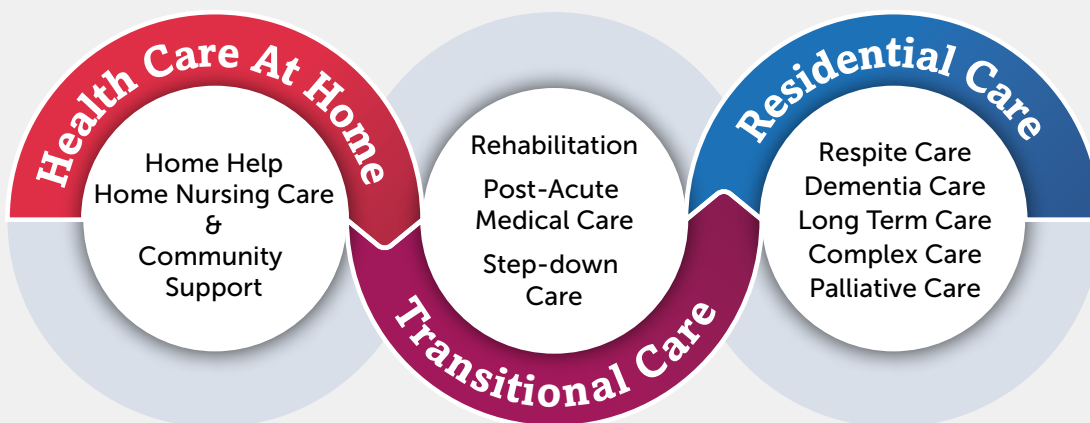 Health Care At Home
Home Help
Home Nursing Care
&
Community
Support
Transitional Care
Rehabilitation
Post-Acute
Medical Care
Step-down
Care
Residential Care
Respite Care
Dementia Care
Long Term Care
Complex Care
Palliative Care